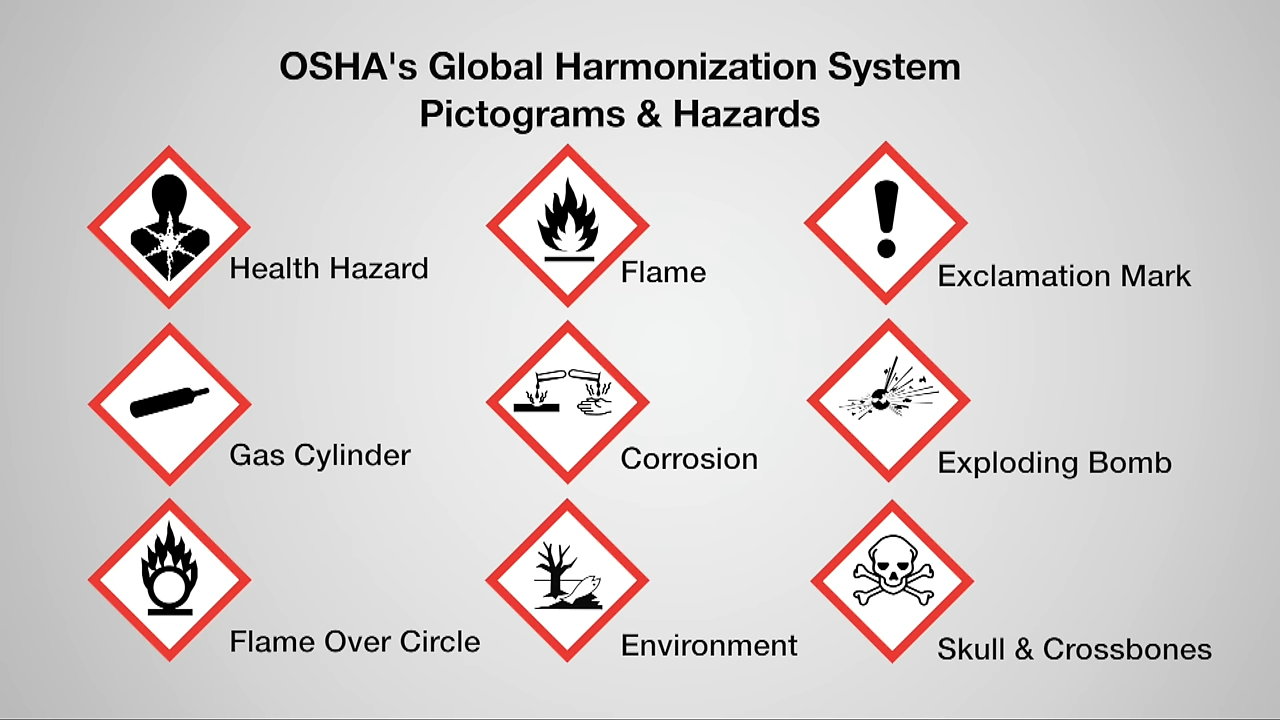 OSHA's Global Harmonization System
Pictograms & Hazards
Health Hazard
Flame
Exclamation Mark
Gas Cylinder
Corrosion
Exploding Bomb
Flame Over Circle
Environment
Skull & Crossbones